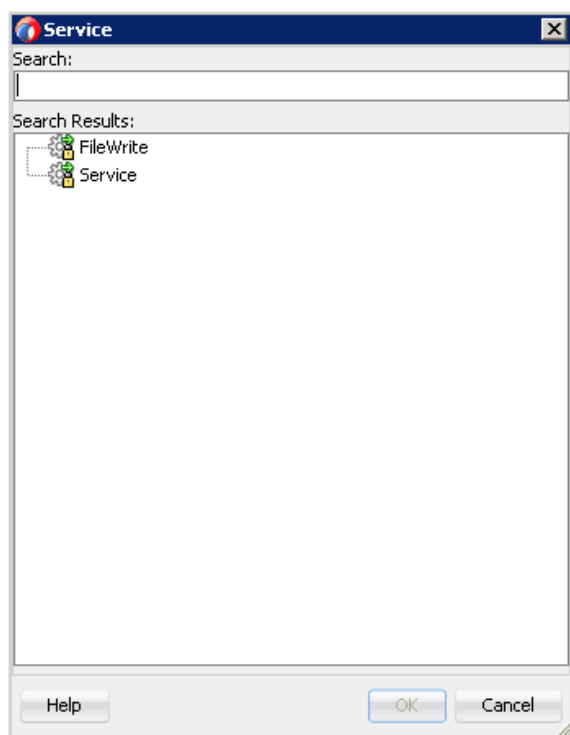 Service
Search:
Search Results:
FileWrite
Service
Help OK Cancel